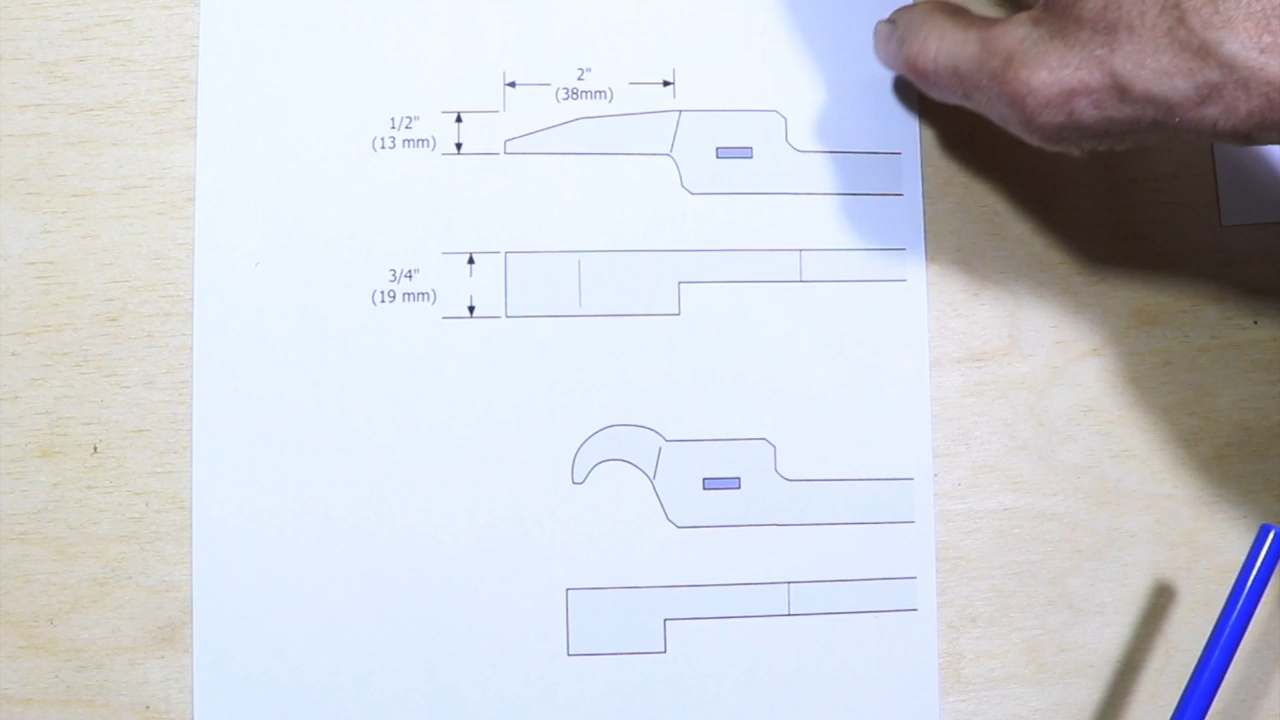 2"
(38mm)
1/2"
(13 mm)
3/4"
(19 mm)